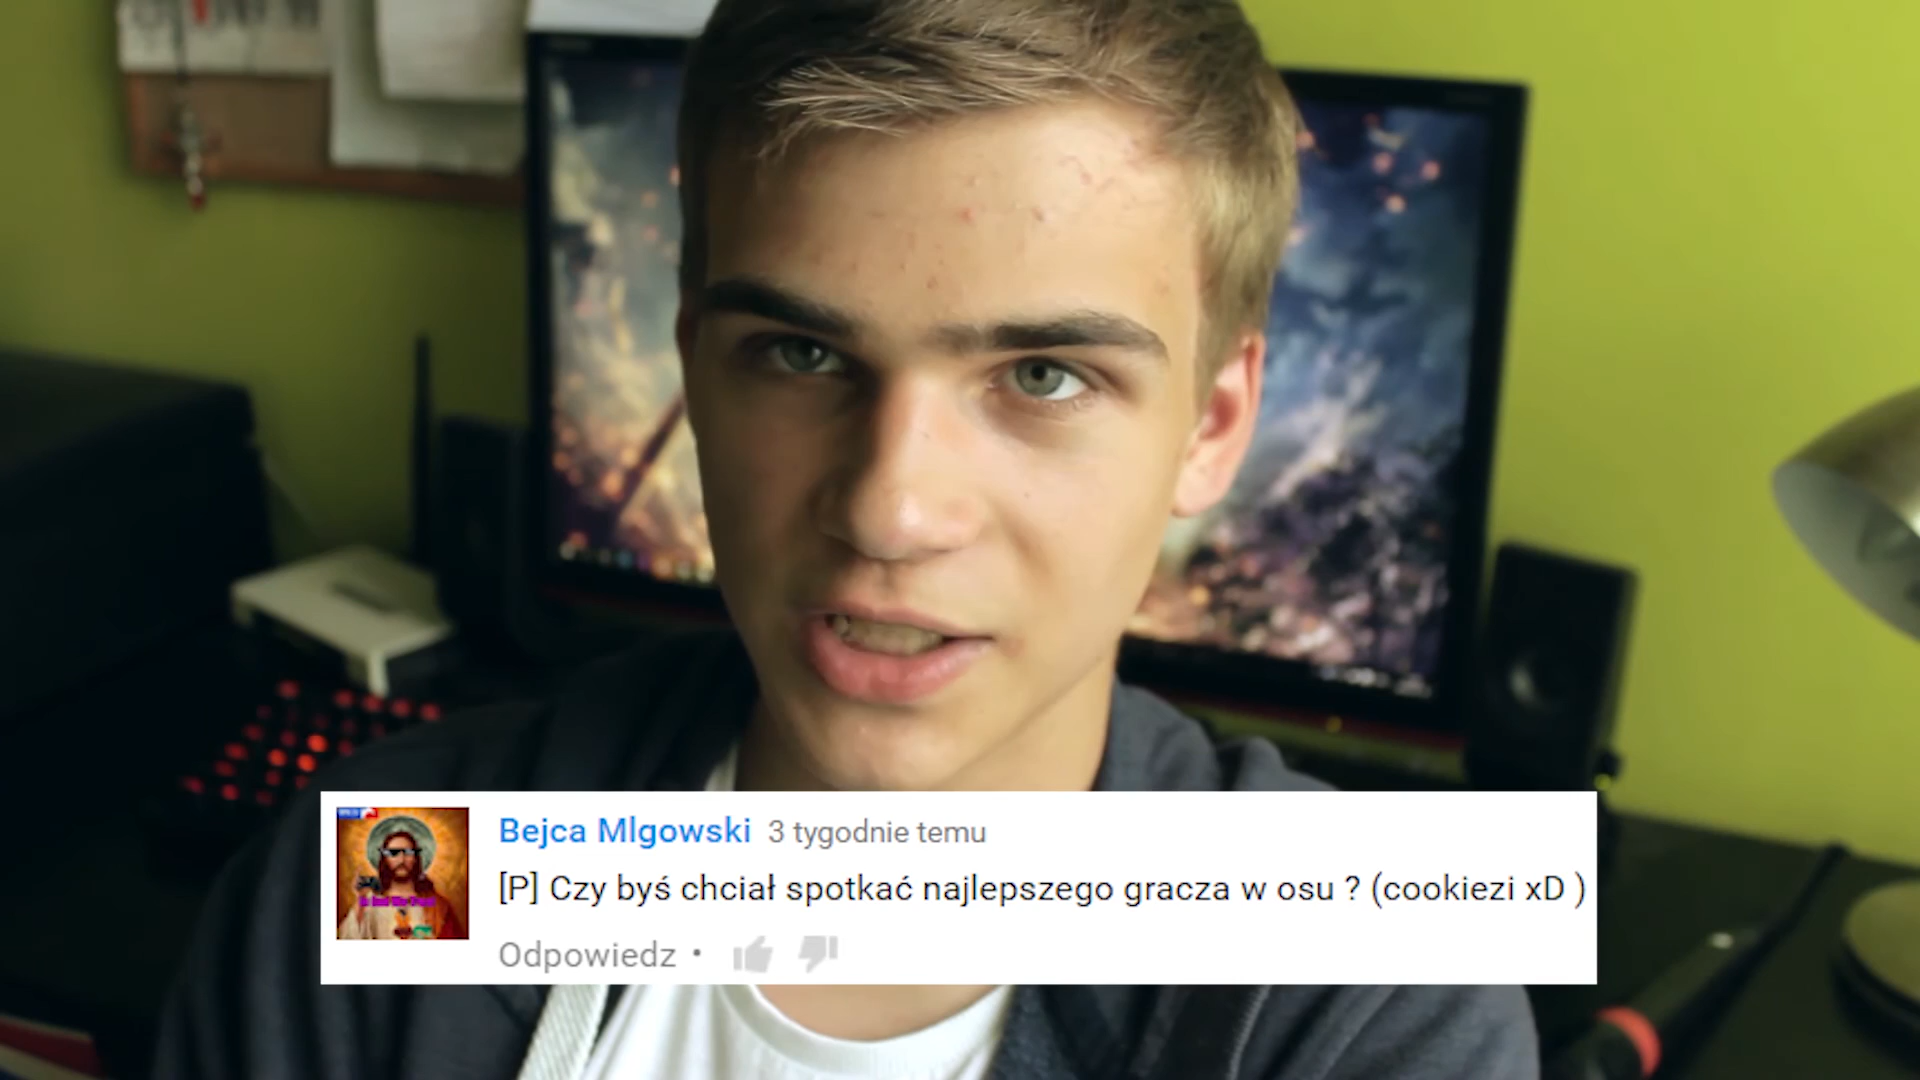 Bejca Mlgowski 3 tygodnie temu
[P] Czy byś chciał spotkać najlepszego gracza w osu ? (cookiezi xD )
Odpowiedz •